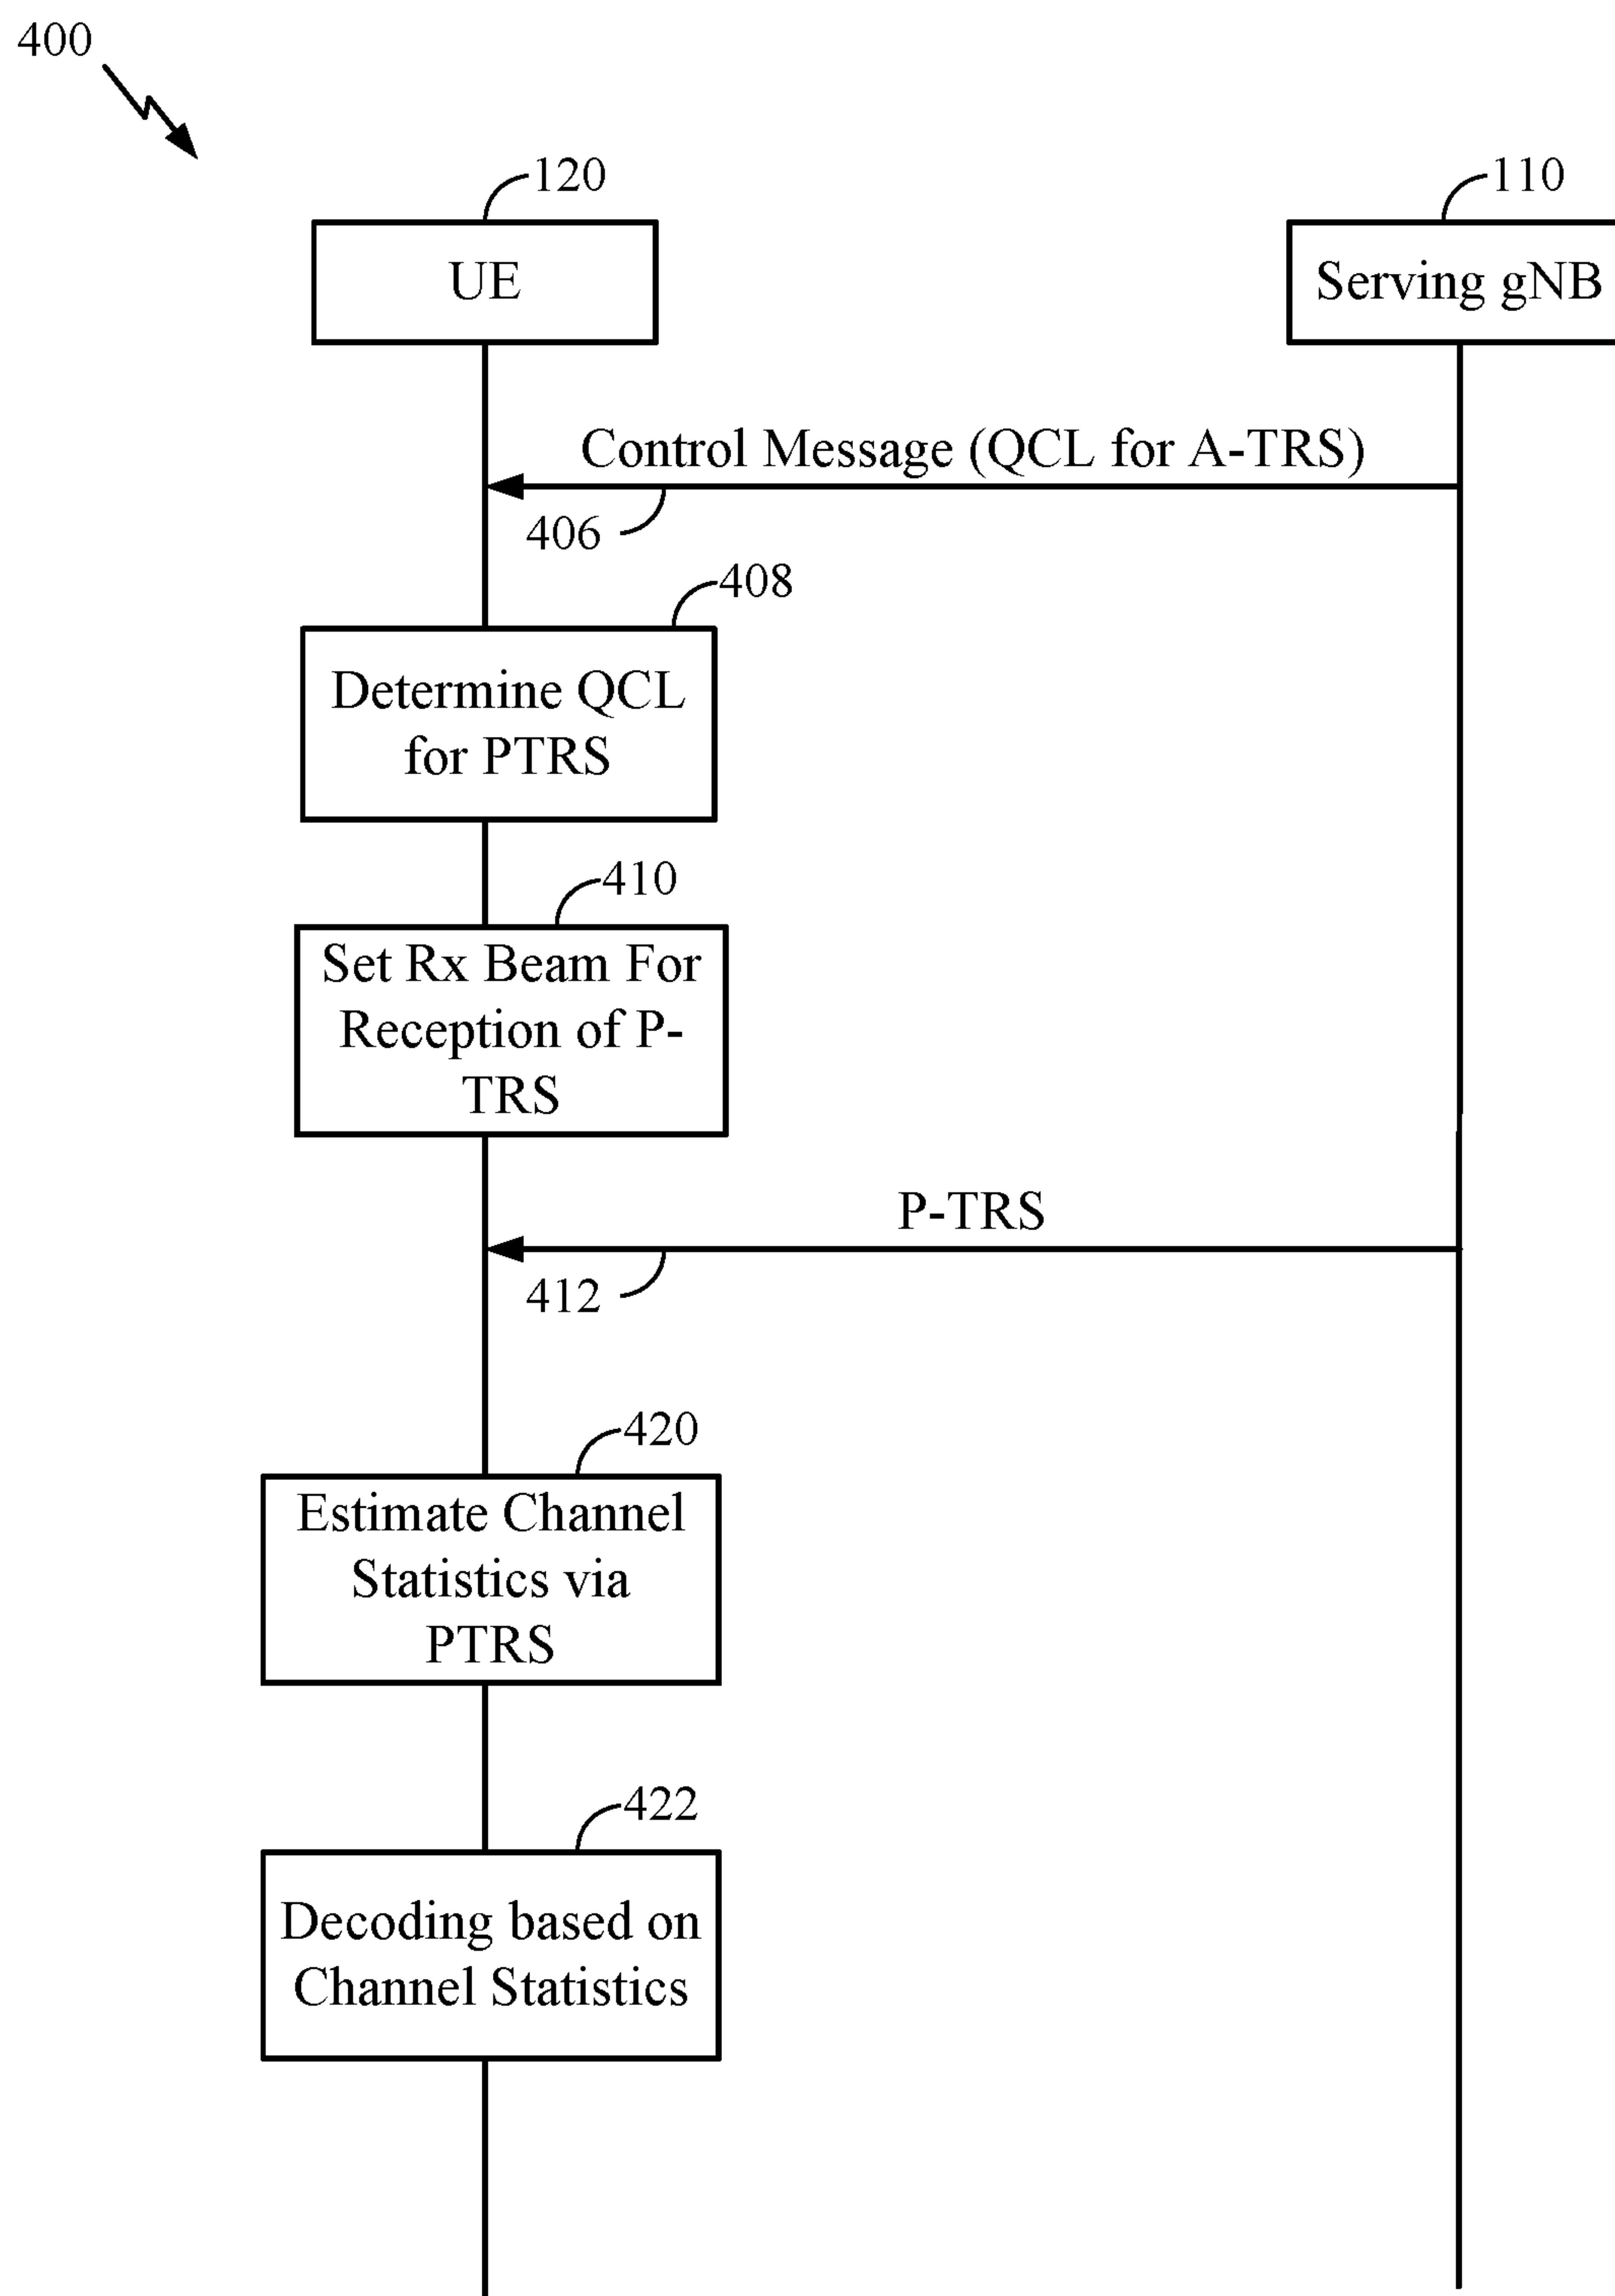 400
120
110
UE
Serving gNB
Control Message (QCL for A-TRS)
406
408
Determine QCL
for PTRS
410
Set Rx Beam For
Reception of P-
TRS
P-TRS
412
420
Estimate Channel
Statistics via
PTRS
422
Decoding based on
Channel Statistics